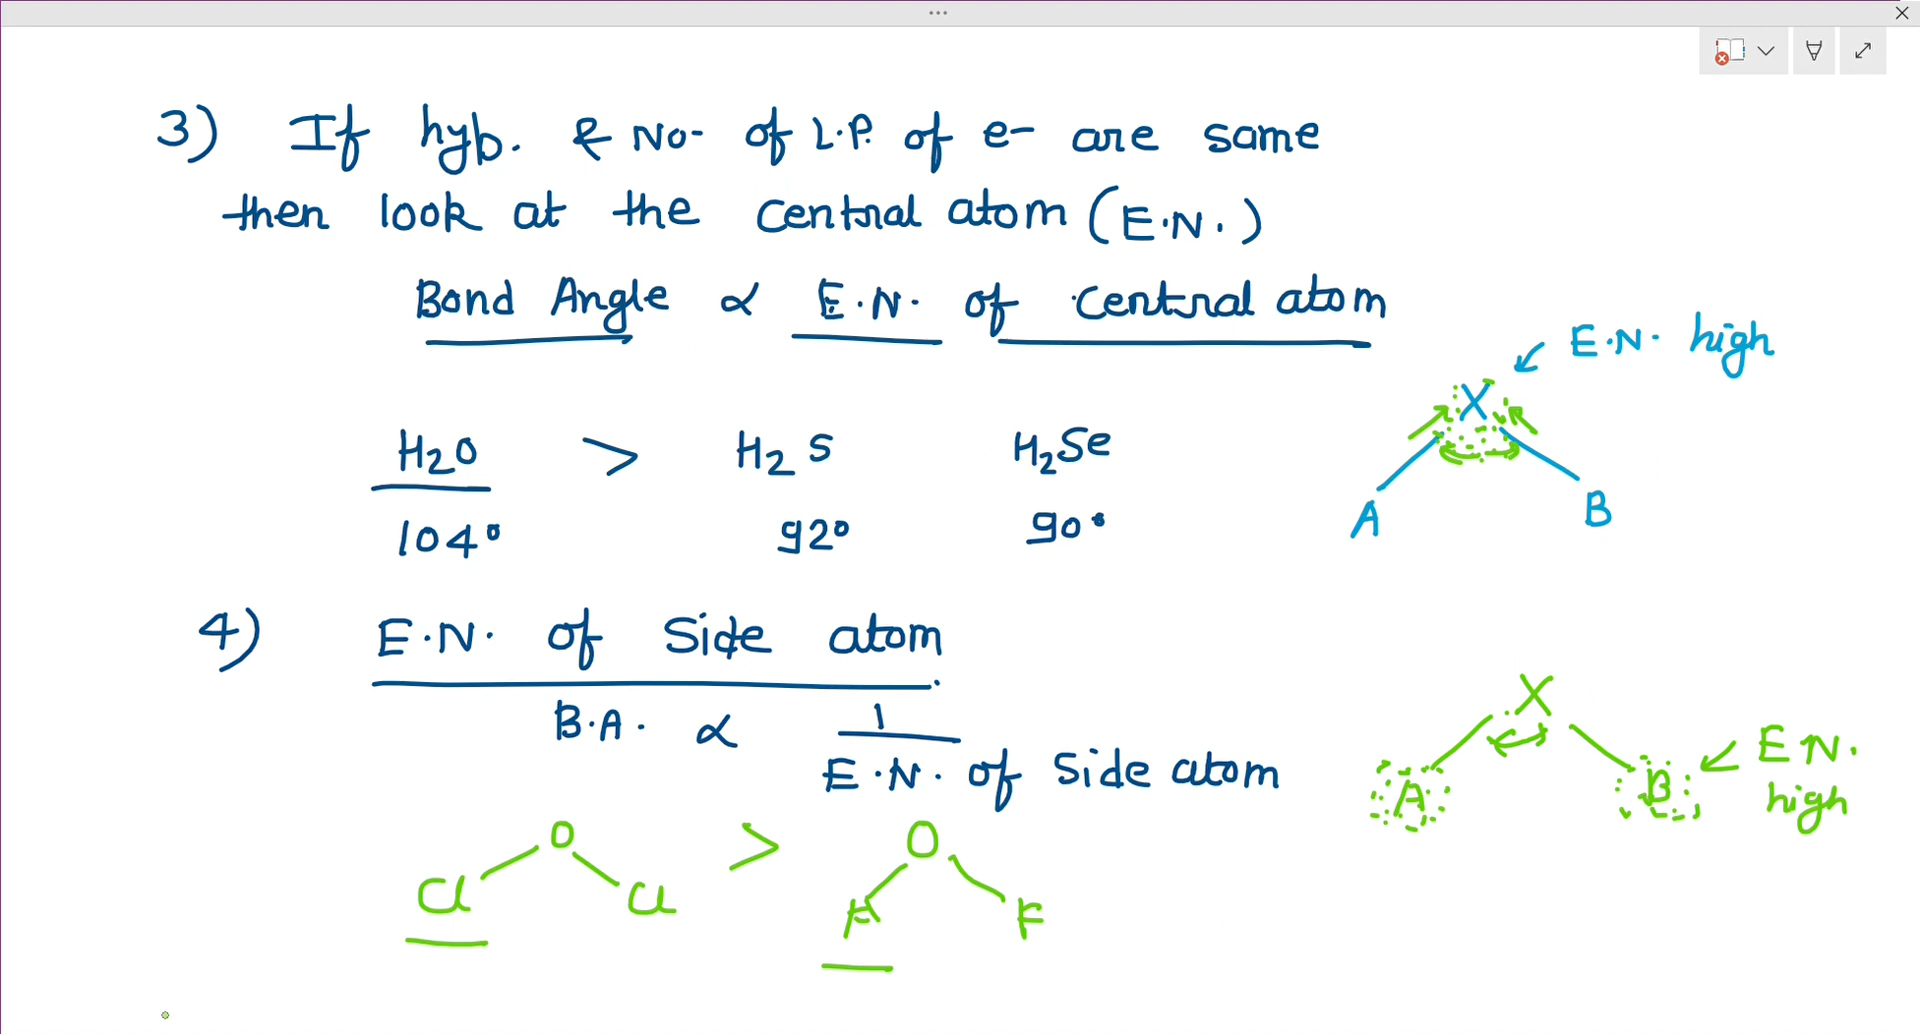 3) If hyb. & No- of L.P. of e- are same
then look at the central atom (E.N.)
Bond Angle ∝ E.N. of central atom
E.N. high
X
A B
H2O > H2S H2Se
104° 92° 90°
4) E.N. of Side atom
B.A. ∝ 1
E.N. of Side atom
X
A B
E N.
high
O > O
Cl Cl F F